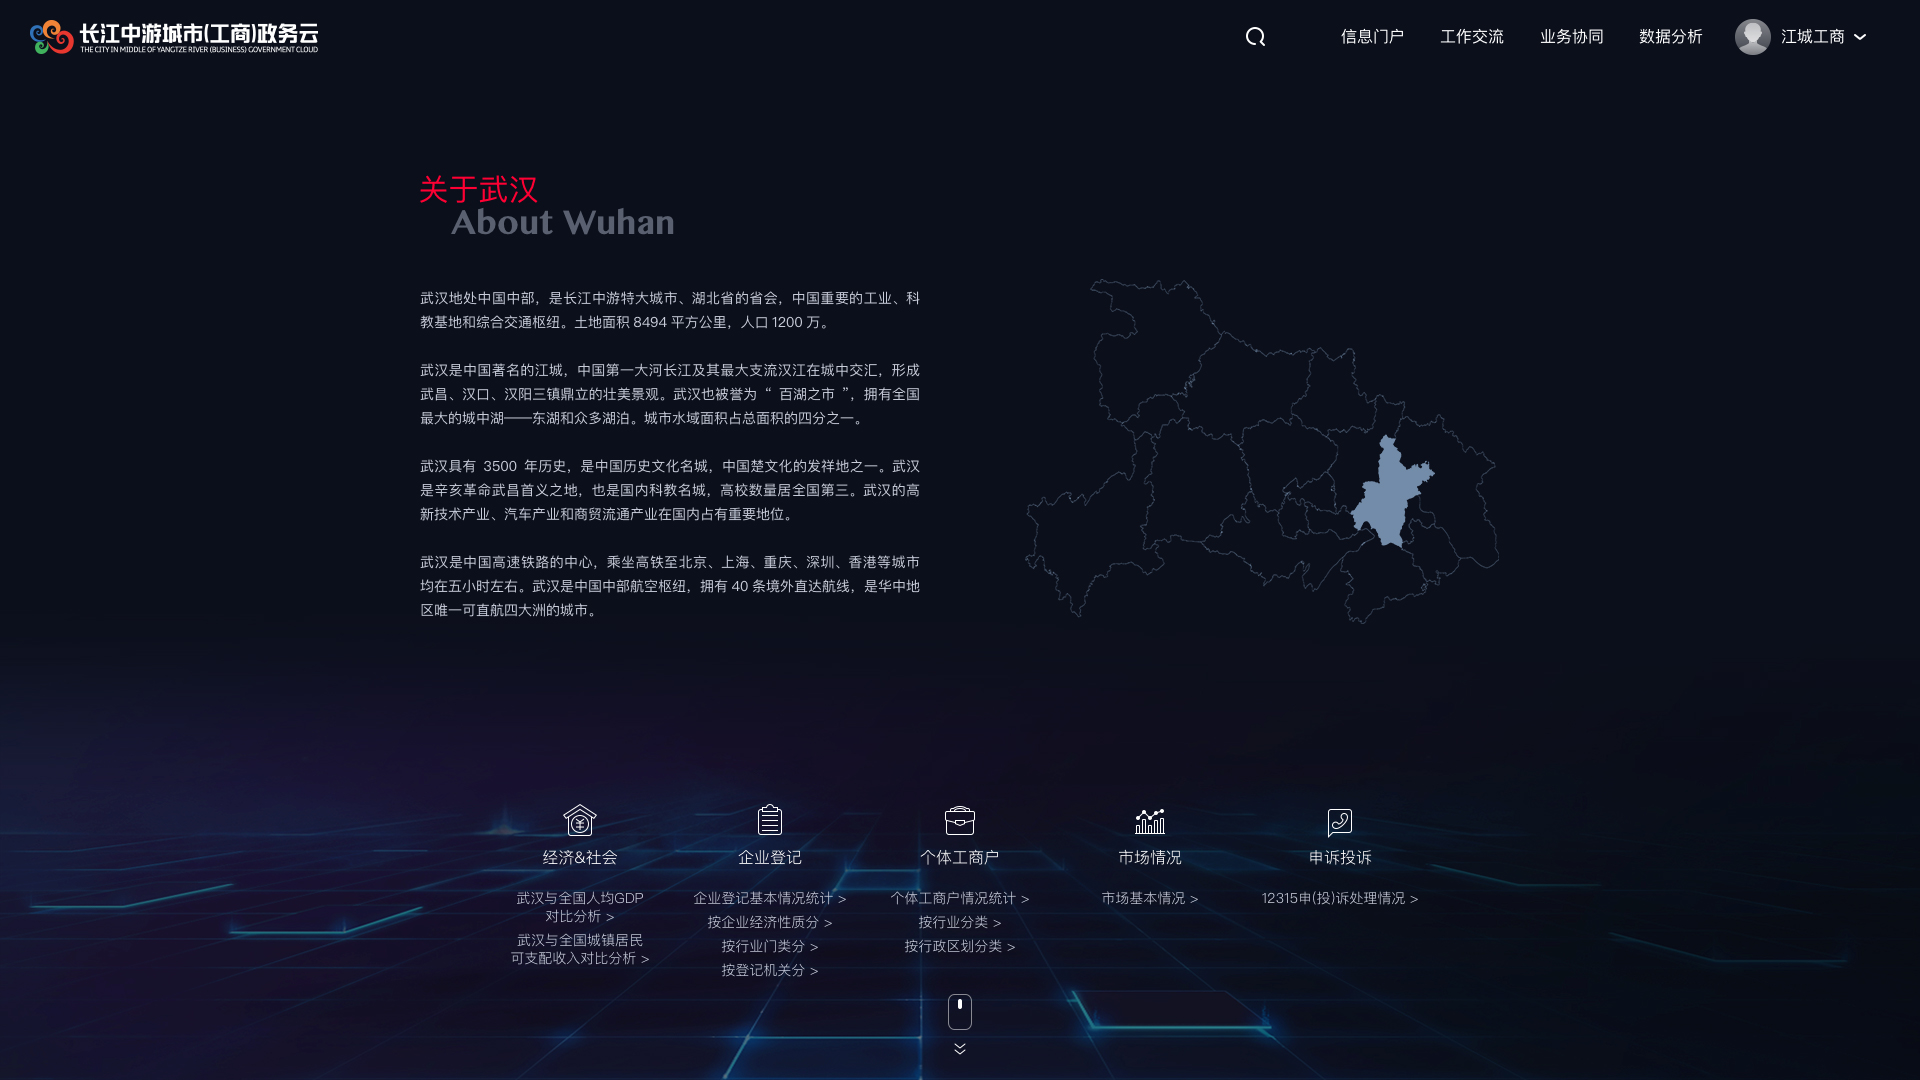 长江中游城市(工商)政务云
THE CITY IN MIDDLE OF YANGTZE RIVER (BUSINESS) GOVERNMENT CLOUD
信息门户 工作交流 业务协同 数据分析 江城工商
关于武汉
About Wuhan
武汉地处中国中部，是长江中游特大城市、湖北省的省会，中国重要的工业、科
教基地和综合交通枢纽。土地面积 8494 平方公里，人口 1200 万。
武汉是中国著名的江城，中国第一大河长江及其最大支流汉江在城中交汇，形成
武昌、汉口、汉阳三镇鼎立的壮美景观。武汉也被誉为 “ 百湖之市 ”，拥有全国
最大的城中湖——东湖和众多湖泊。城市水域面积占总面积的四分之一。
武汉具有 3500 年历史，是中国历史文化名城，中国楚文化的发祥地之一。武汉
是辛亥革命武昌首义之地，也是国内科教名城，高校数量居全国第三。武汉的高
新技术产业、汽车产业和商贸流通产业在国内占有重要地位。
武汉是中国高速铁路的中心，乘坐高铁至北京、上海、重庆、深圳、香港等城市
均在五小时左右。武汉是中国中部航空枢纽，拥有 40 条境外直达航线，是华中地
区唯一可直航四大洲的城市。
经济&社会 企业登记 个体工商户 市场情况 申诉投诉
武汉与全国人均GDP
对比分析 >
武汉与全国城镇居民
可支配收入对比分析 >
企业登记基本情况统计 >
按企业经济性质分 >
按行业门类分 >
按登记机关分 >
个体工商户情况统计 >
按行业分类 >
按行政区划分类 >
市场基本情况 >
12315申(投)诉处理情况 >